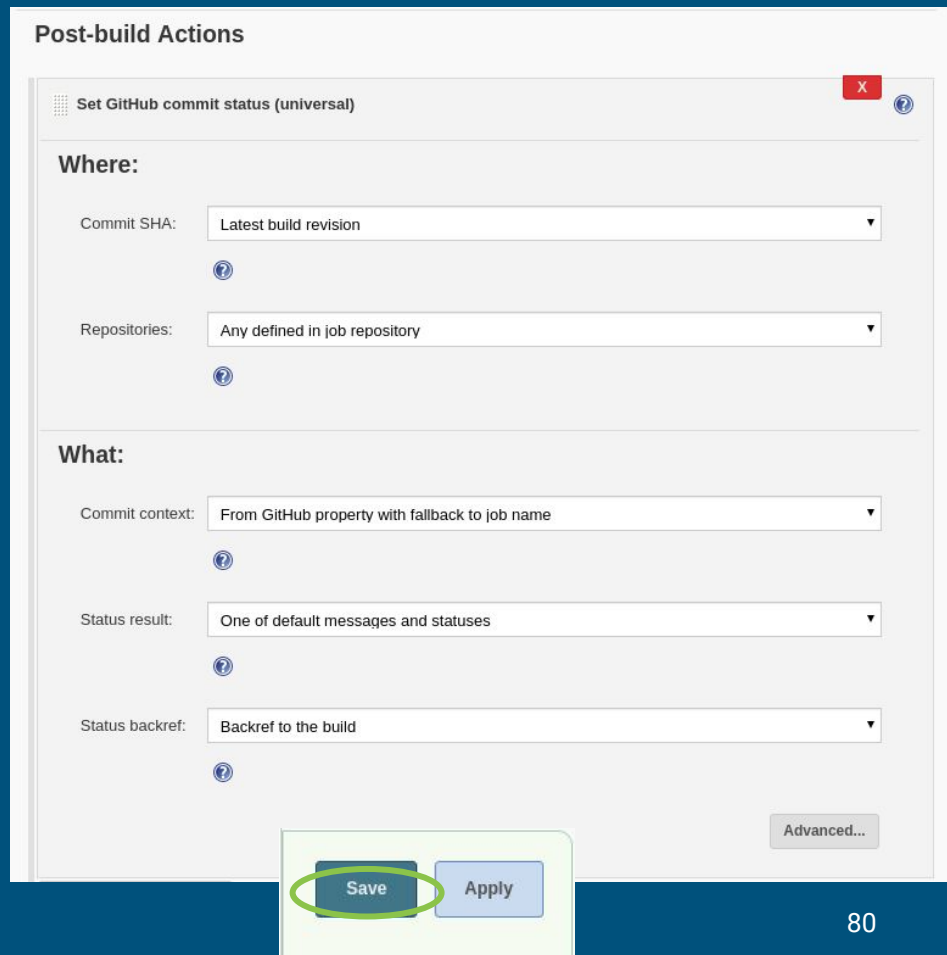 Post-build Actions
X
Set GitHub commit status (universal)
Where:
Commit SHA: Latest build revision
Repositories: Any defined in job repository
What:
Commit context: From GitHub property with fallback to job name
Status result: One of default messages and statuses
Status backref: Backref to the build
Advanced...
Save Apply
80